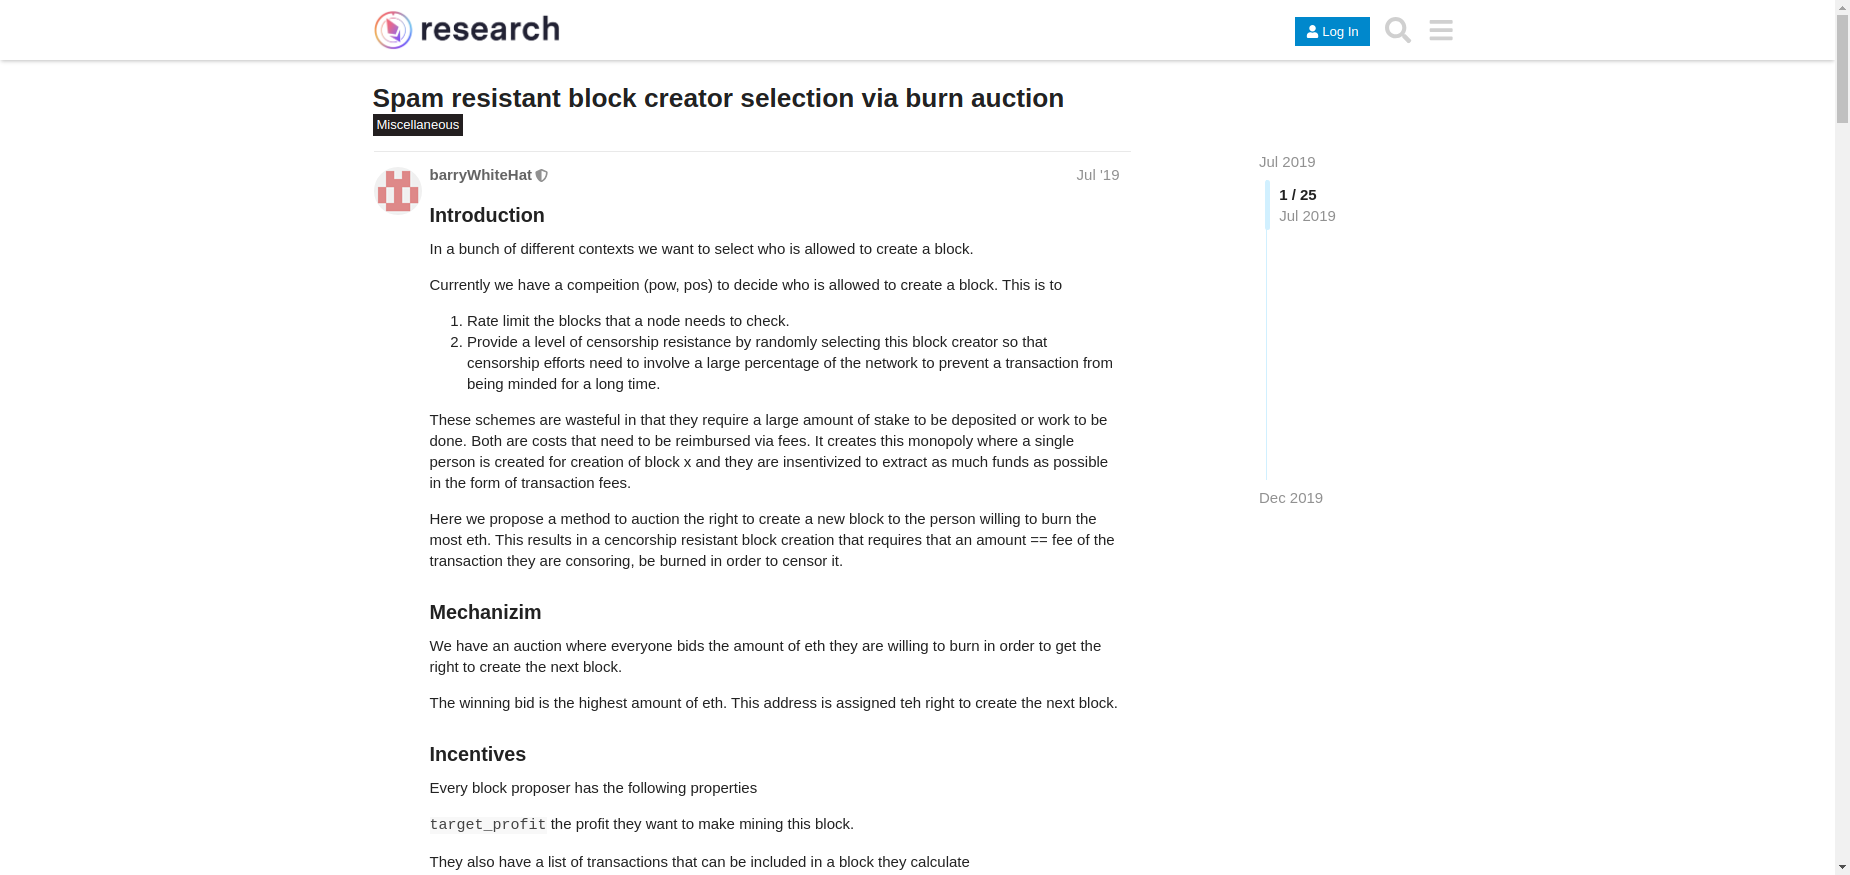 research
Log In
Spam resistant block creator selection via burn auction
Miscellaneous
barryWhiteHat
Jul '19
Jul 2019
1 / 25
Jul 2019
Dec 2019
Introduction
In a bunch of different contexts we want to select who is allowed to create a block.
Currently we have a compeition (pow, pos) to decide who is allowed to create a block. This is to
1. Rate limit the blocks that a node needs to check.
2. Provide a level of censorship resistance by randomly selecting this block creator so that
censorship efforts need to involve a large percentage of the network to prevent a transaction from
being minded for a long time.
These schemes are wasteful in that they require a large amount of stake to be deposited or work to be
done. Both are costs that need to be reimbursed via fees. It creates this monopoly where a single
person is created for creation of block x and they are insentivized to extract as much funds as possible
in the form of transaction fees.
Here we propose a method to auction the right to create a new block to the person willing to burn the
most eth. This results in a cencorship resistant block creation that requires that an amount == fee of the
transaction they are consoring, be burned in order to censor it.
Mechanizim
We have an auction where everyone bids the amount of eth they are willing to burn in order to get the
right to create the next block.
The winning bid is the highest amount of eth. This address is assigned teh right to create the next block.
Incentives
Every block proposer has the following properties
target_profit the profit they want to make mining this block.
They also have a list of transactions that can be included in a block they calculate